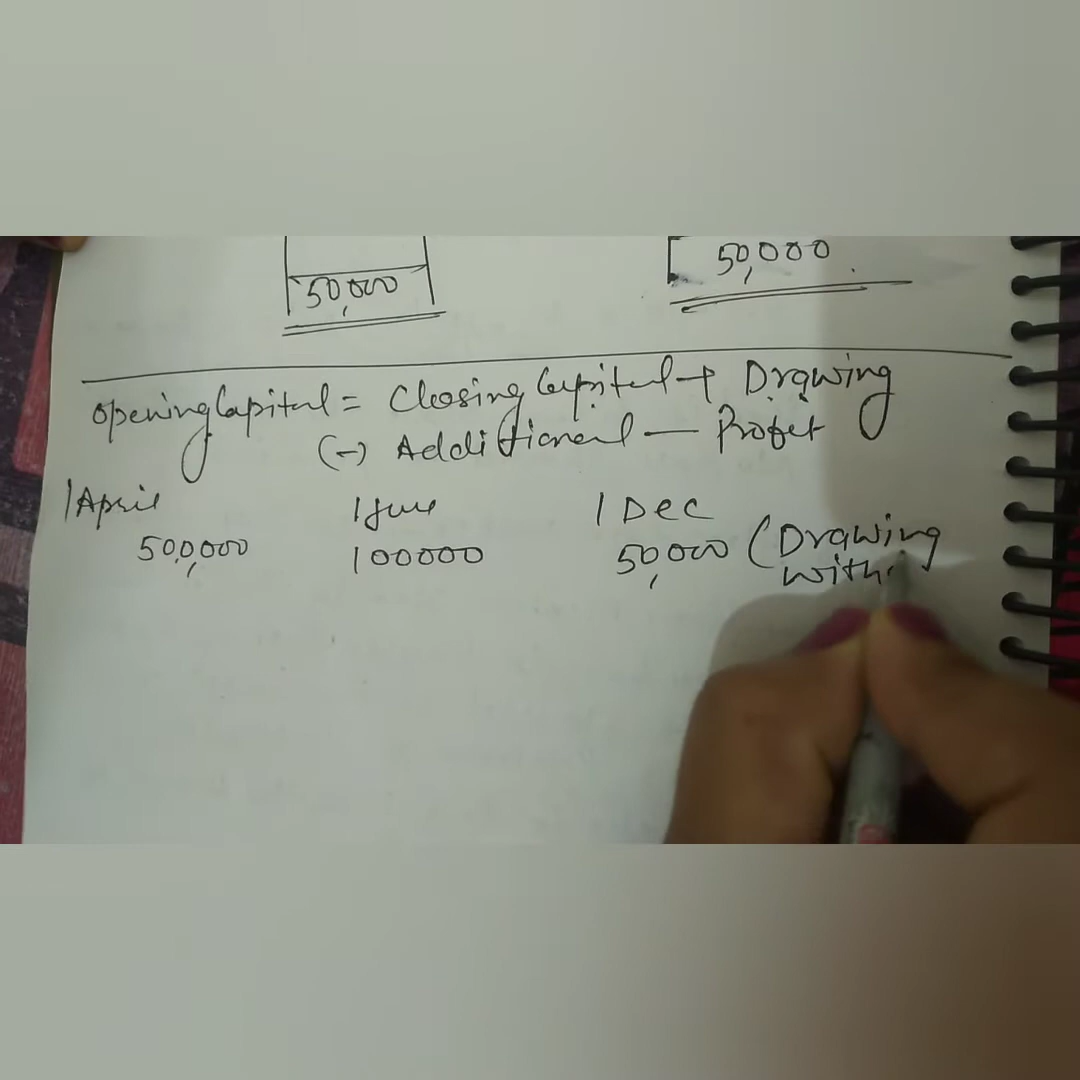 50,000 50,000
Opening Capital = Closing Capital + Drawing
(-) Additional — Profit
1 April 1 June 1 Dec
500,000 100000 50,000 (Drawing
with